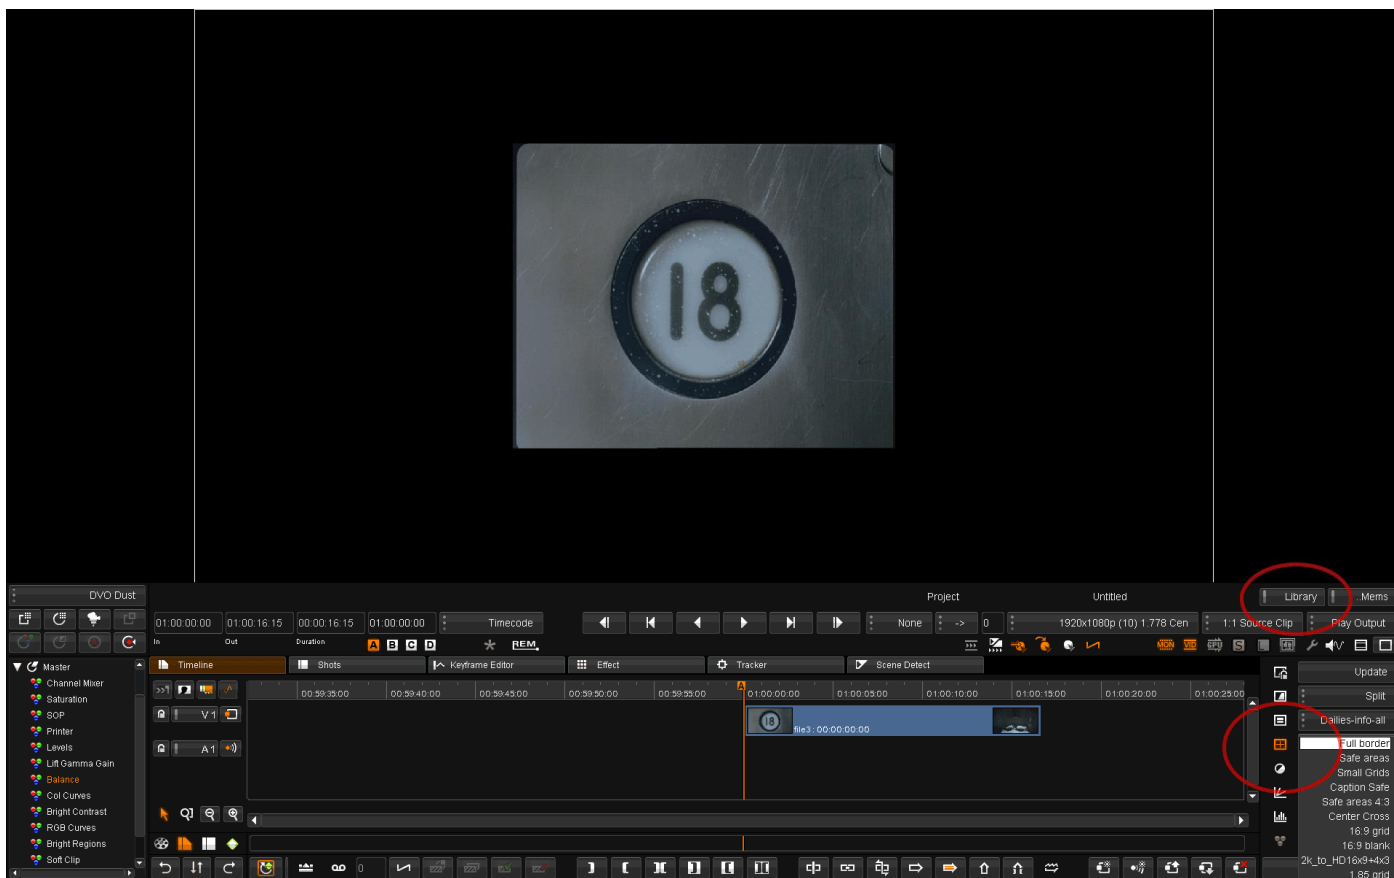 18
DVO Dust
Project
Untitled
Library
..Mems
01:00:00:00
01:00:16:15
00:00:16:15
01:00:00:00
Timecode
None
->
0
1920x1080p (10) 1.778 Cen
1:1 Source Clip
Play Output
In
Out
Duration
A B C D
REM
MON
VID
GPU
S
Master
Channel Mixer
Saturation
SOP
Printer
Levels
Lift Gamma Gain
Balance
Col Curves
Bright Contrast
RGB Curves
Bright Regions
Soft Clip
Timeline
Shots
Keyframe Editor
Effect
Tracker
Scene Detect
00:59:35:00
00:59:40:00
00:59:45:00
00:59:50:00
00:59:55:00
A
01:00:00:00
01:00:05:00
01:00:10:00
01:00:15:00
01:00:20:00
01:00:25:00
V 1
18
file3 : 00:00:00:00
A 1
Update
Split
Dailies-info-all
Full border
Safe areas
Small Grids
Caption Safe
Safe areas 4:3
Center Cross
16:9 grid
16:9 blank
2k_to_HD16x9+4x3
1.85 grid
0